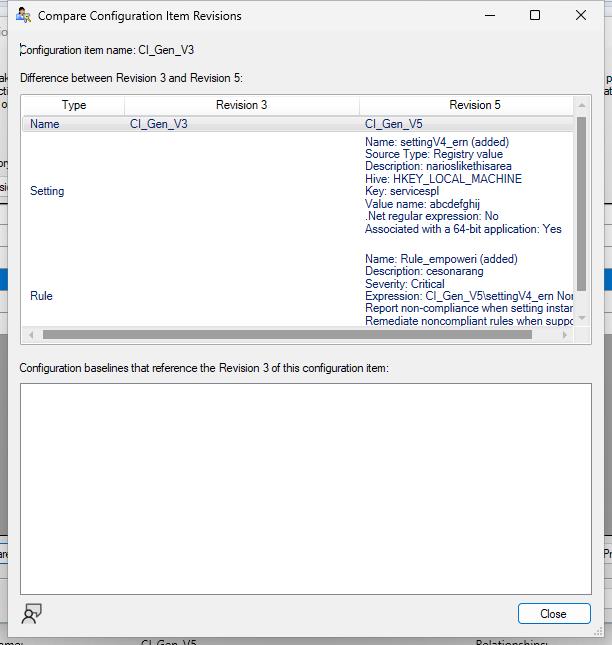 Compare Configuration Item Revisions
Configuration item name: CI_Gen_V3
Difference between Revision 3 and Revision 5:
Type Revision 3 Revision 5
Name CI_Gen_V3 CI_Gen_V5
Setting
Name: settingV4_ern (added)
Source Type: Registry value
Description: narioslikethisarea
Hive: HKEY_LOCAL_MACHINE
Key: servicespl
Value name: abcdefghij
.Net regular expression: No
Associated with a 64-bit application: Yes
Rule
Name: Rule_empoweri (added)
Description: cesonarang
Severity: Critical
Expression: CI_Gen_V5\settingV4_ern
Report non-compliance when setting
Remediate noncompliant rules when
Configuration baselines that reference the Revision 3 of this configuration item:
Close
CI_Gen_V5
Relationships: